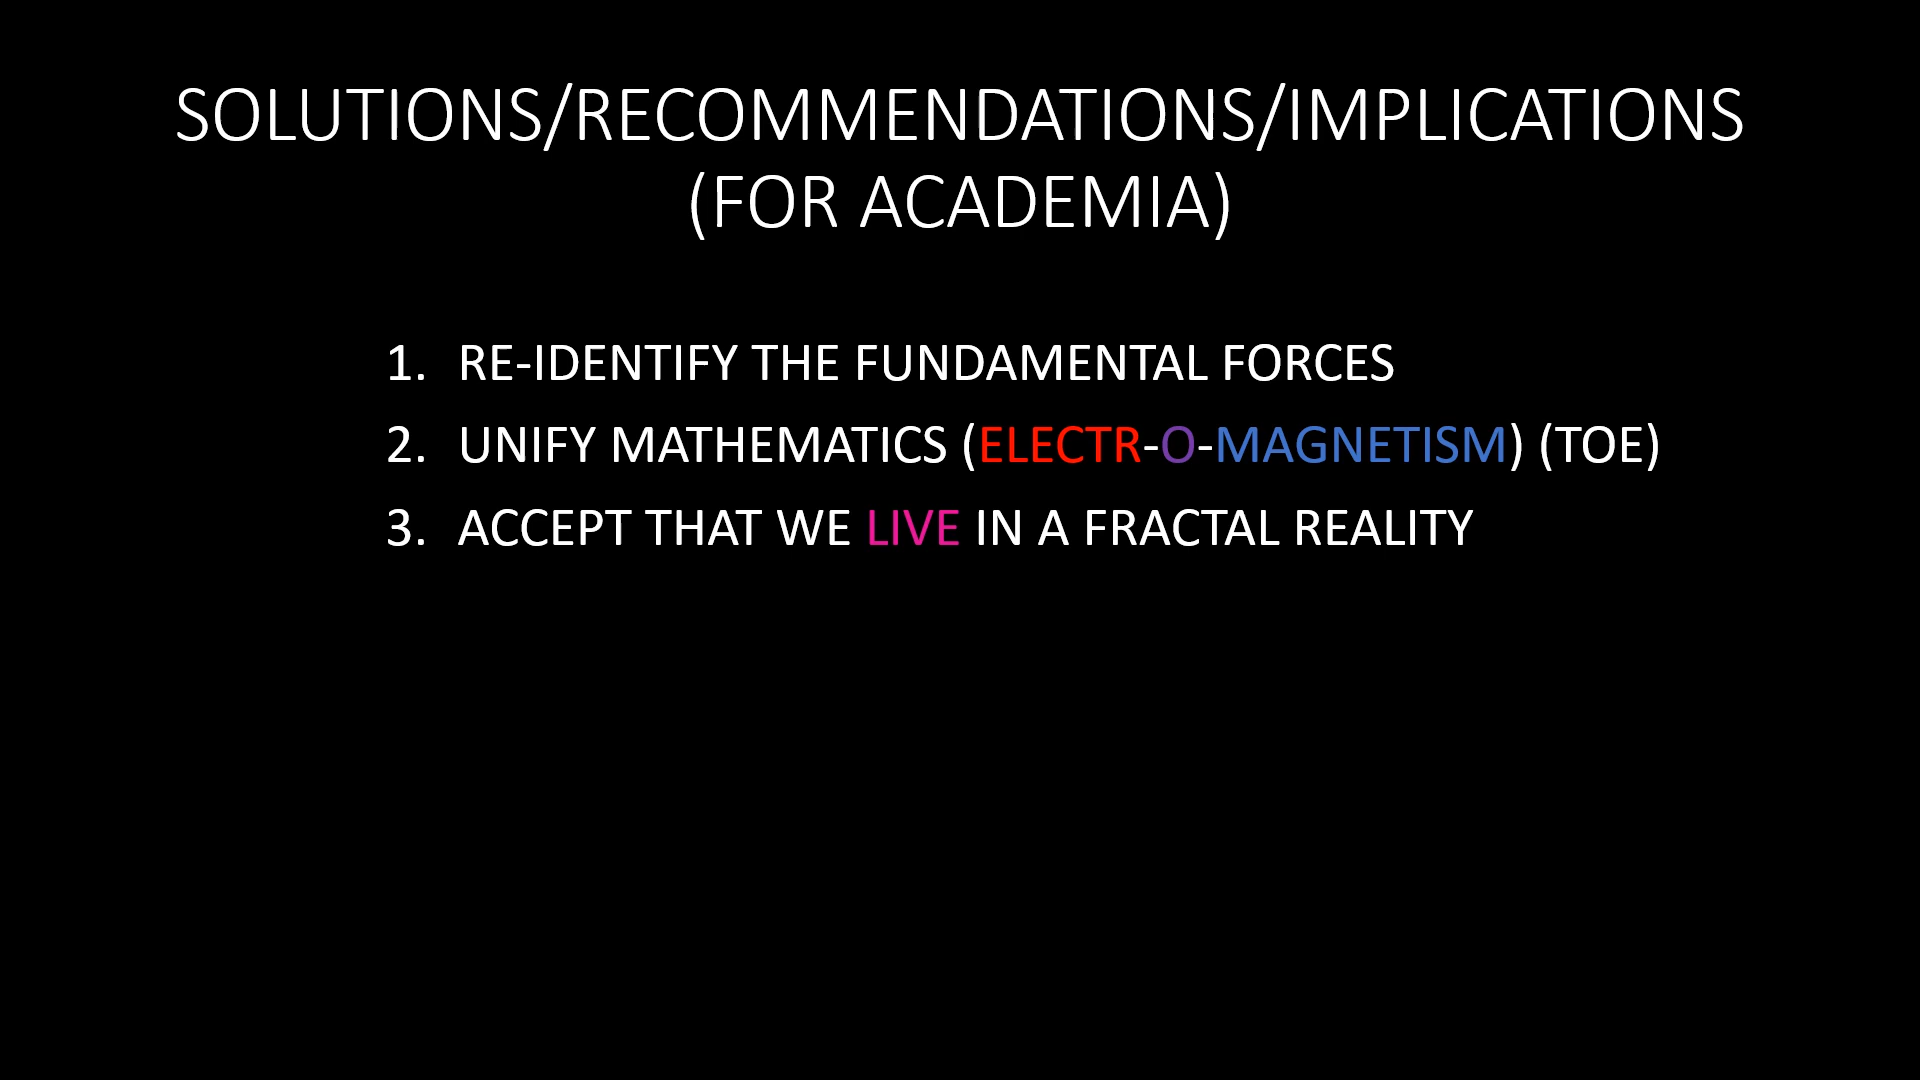 SOLUTIONS/RECOMMENDATIONS/IMPLICATIONS
(FOR ACADEMIA)
1. RE-IDENTIFY THE FUNDAMENTAL FORCES
2. UNIFY MATHEMATICS (ELECTR-O-MAGNETISM) (TOE)
3. ACCEPT THAT WE LIVE IN A FRACTAL REALITY